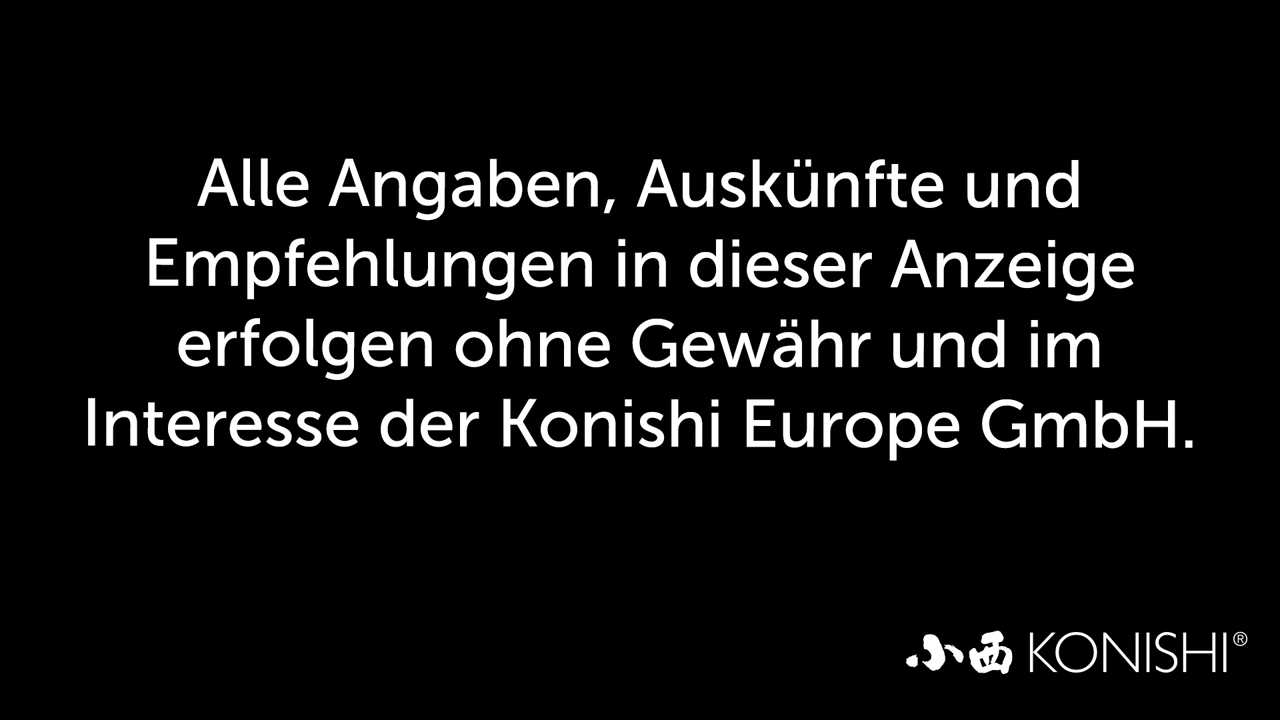 Alle Angaben, Auskünfte und
Empfehlungen in dieser Anzeige
erfolgen ohne Gewähr und im
Interesse der Konishi Europe GmbH.
小西 KONISHI®